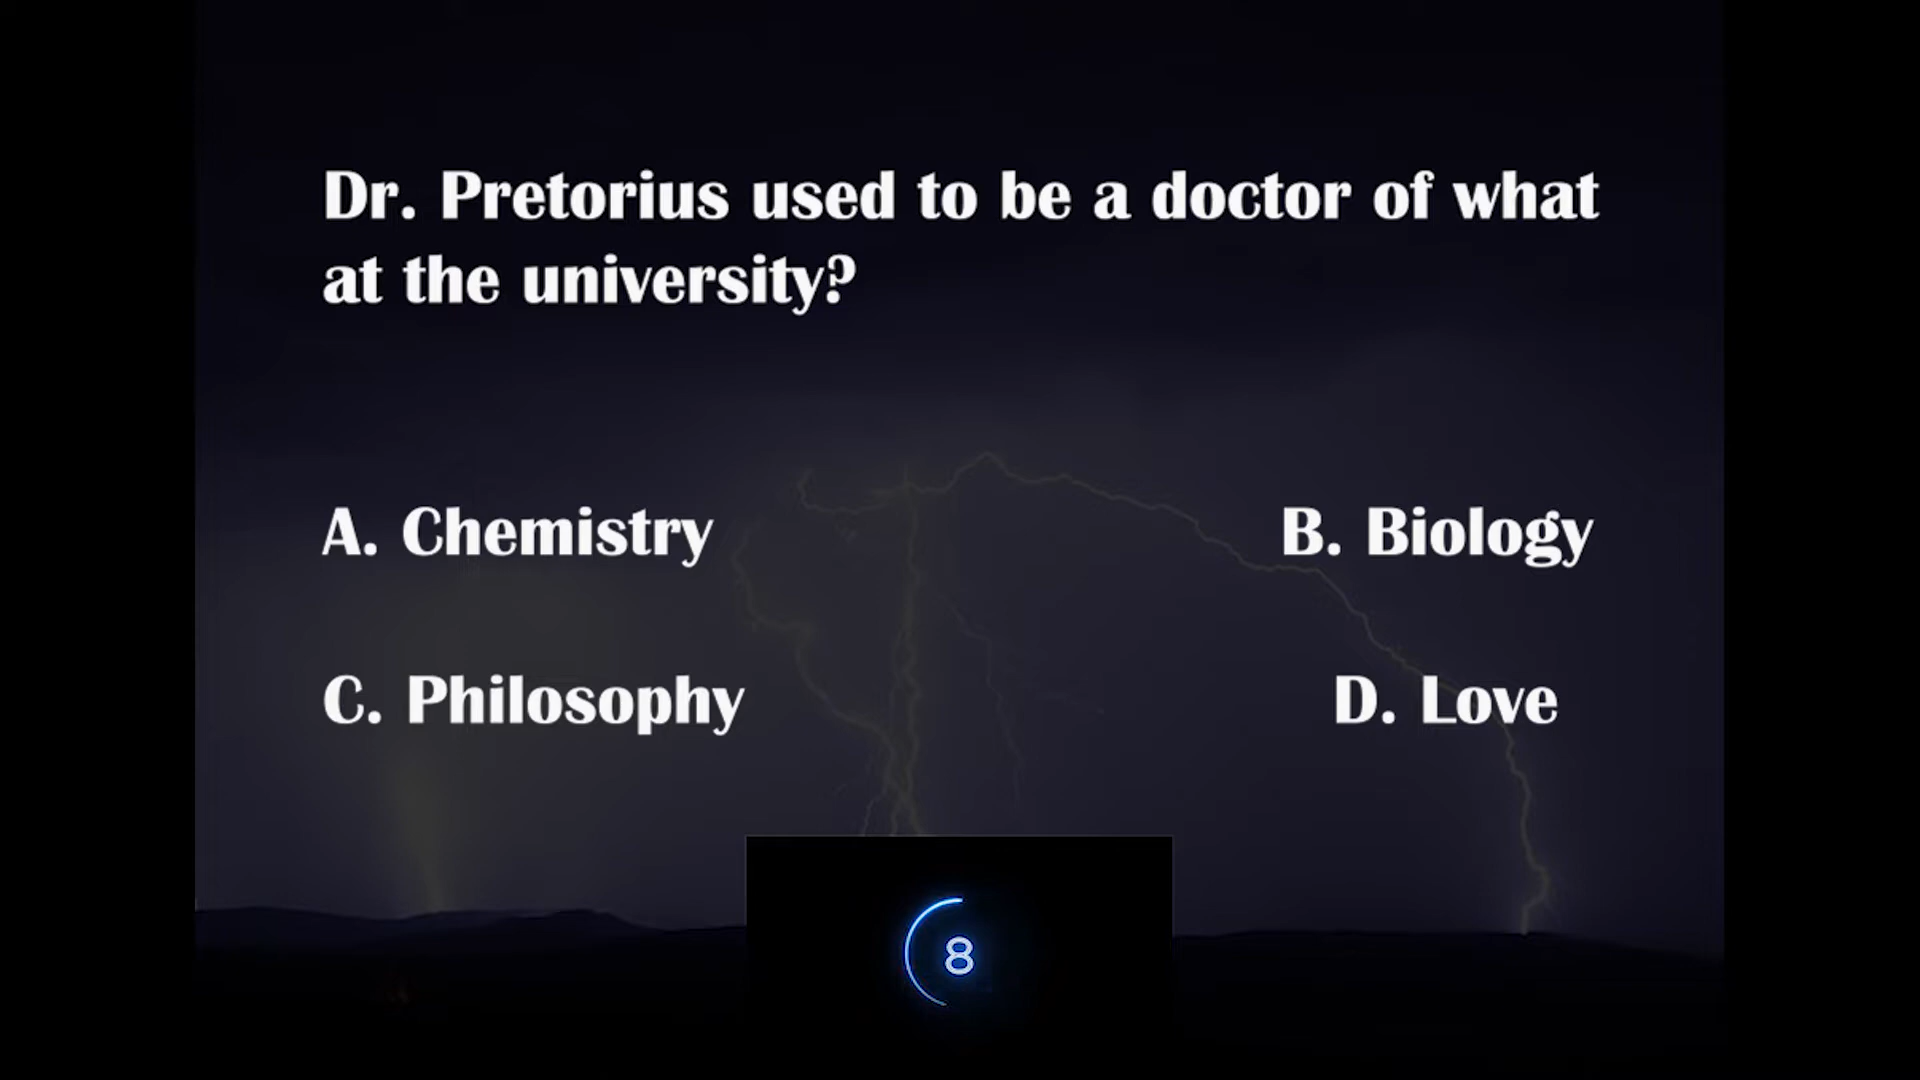 Dr. Pretorius used to be a doctor of what
at the university?
A. Chemistry
B. Biology
C. Philosophy
D. Love
8